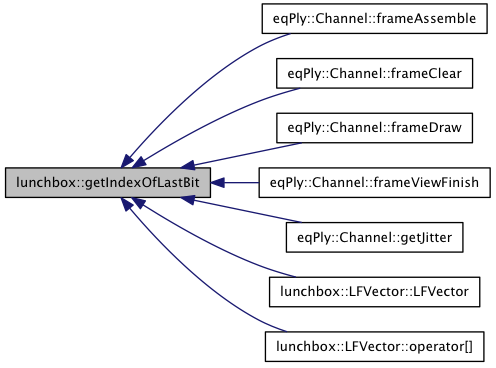 eqPly::Channel::frameAssemble
eqPly::Channel::frameClear
eqPly::Channel::frameDraw
lunchbox::getIndexOfLastBit
eqPly::Channel::frameViewFinish
eqPly::Channel::getJitter
lunchbox::LFVector::LFVector
lunchbox::LFVector::operator[]